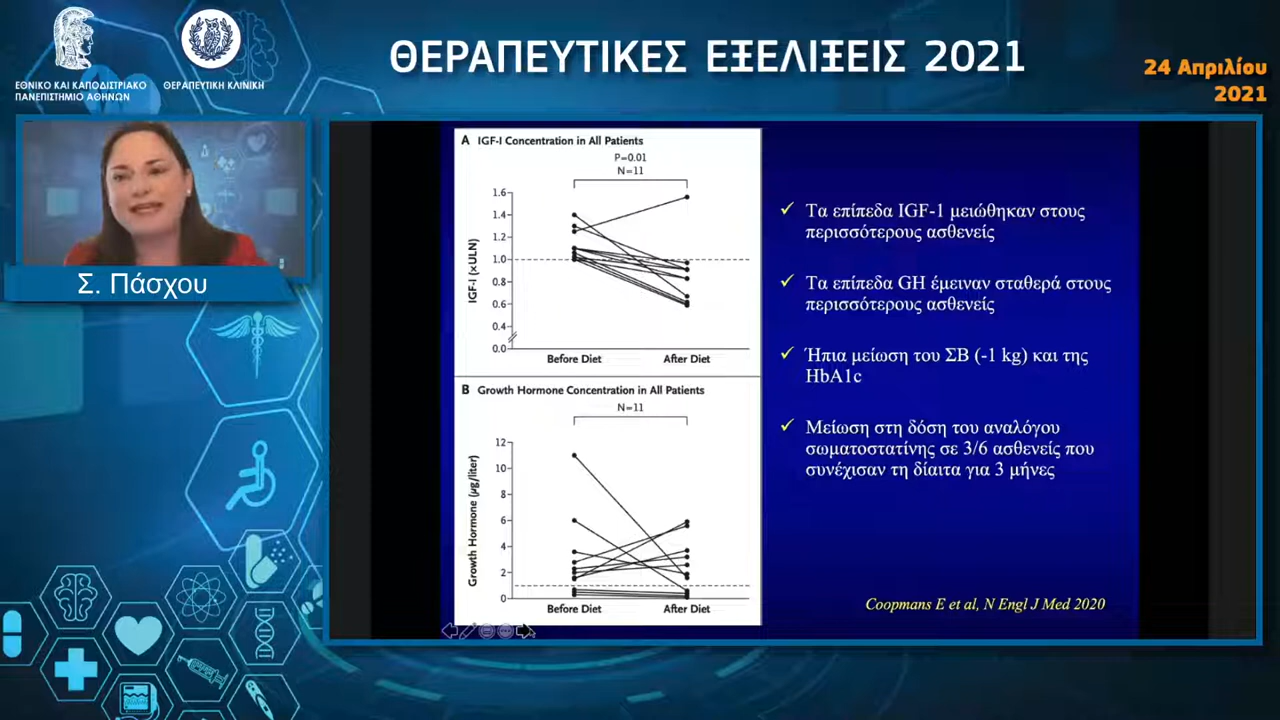 ΕΘΝΙΚΟ ΚΑΙ ΚΑΠΟΔΙΣΤΡΙΑΚΟ
ΠΑΝΕΠΙΣΤΗΜΙΟ ΑΘΗΝΩΝ
ΘΕΡΑΠΕΥΤΙΚΗ ΚΛΙΝΙΚΗ
ΘΕΡΑΠΕΥΤΙΚΕΣ ΕΞΕΛΙΞΕΙΣ 2021
24 Απριλίου
2021
Σ. Πάσχου
A IGF-I Concentration in All Patients
P=0.01
N=11
IGF-I (×ULN)
1.6
1.4
1.2
1.0
0.8
0.6
0.4
0.0
Before Diet
After Diet
B Growth Hormone Concentration in All Patients
N=11
Growth Hormone (μg/liter)
12
10
8
6
4
2
0
Before Diet
After Diet
✓ Τα επίπεδα IGF-1 μειώθηκαν στους
περισσότερους ασθενείς
✓ Τα επίπεδα GH έμειναν σταθερά στους
περισσότερους ασθενείς
✓ Ήπια μείωση του ΣΒ (-1 kg) και της
HbA1c
✓ Μείωση στη δόση του αναλόγου
σωματοστατίνης σε 3/6 ασθενείς που
συνέχισαν τη δίαιτα για 3 μήνες
Coopmans E et al, N Engl J Med 2020